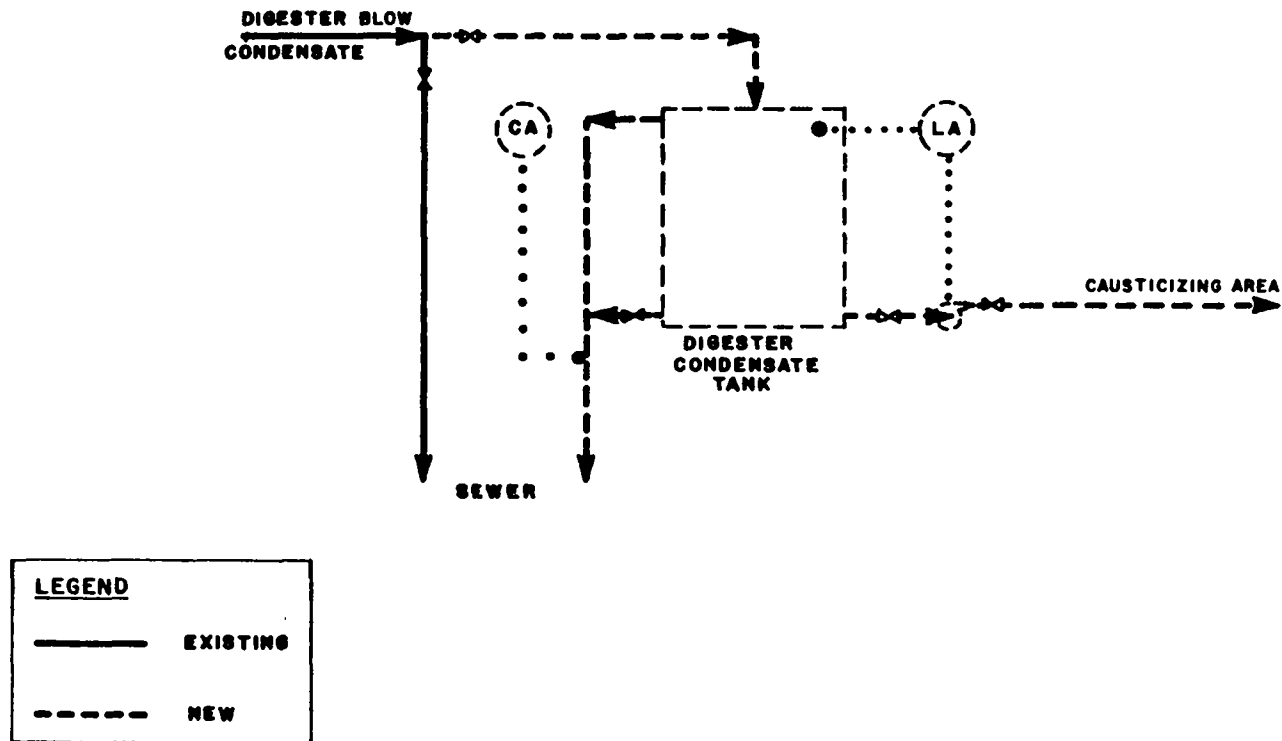 DIGESTER BLOW
CONDENSATE
CA
LA
CAUSTICIZING AREA
DIGESTER
CONDENSATE
TANK
SEWER
LEGEND
EXISTING
NEW